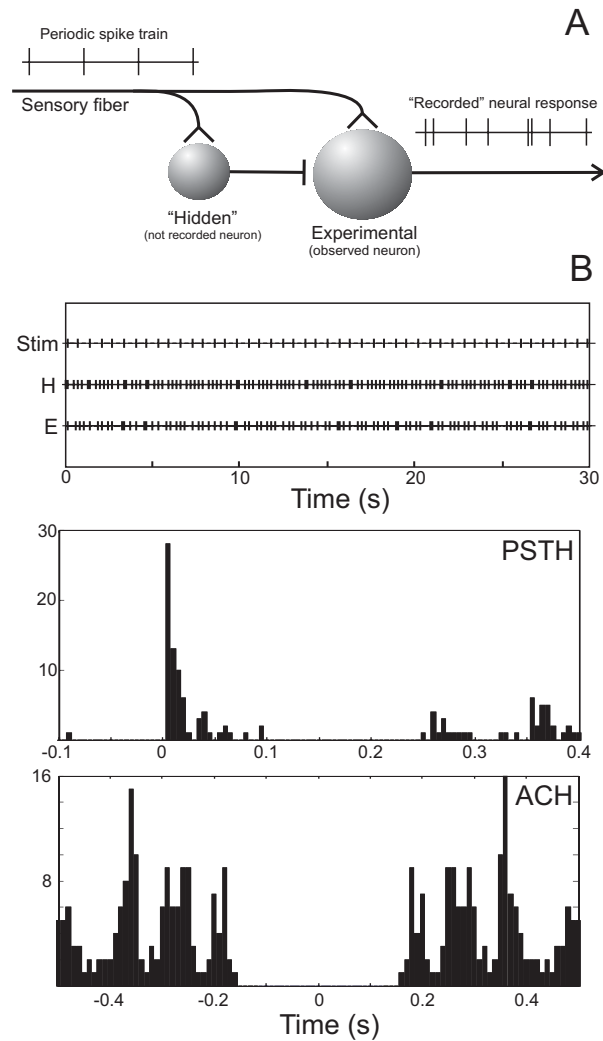 A
Periodic spike train
Sensory fiber
“Recorded” neural response
“Hidden”
(not recorded neuron)
Experimental
(observed neuron)
B
Stim
H
E
0 10 20 30
Time (s)
30
PSTH
20
10
-0.1 0 0.1 0.2 0.3 0.4
16
ACH
8
-0.4 -0.2 0 0.2 0.4
Time (s)